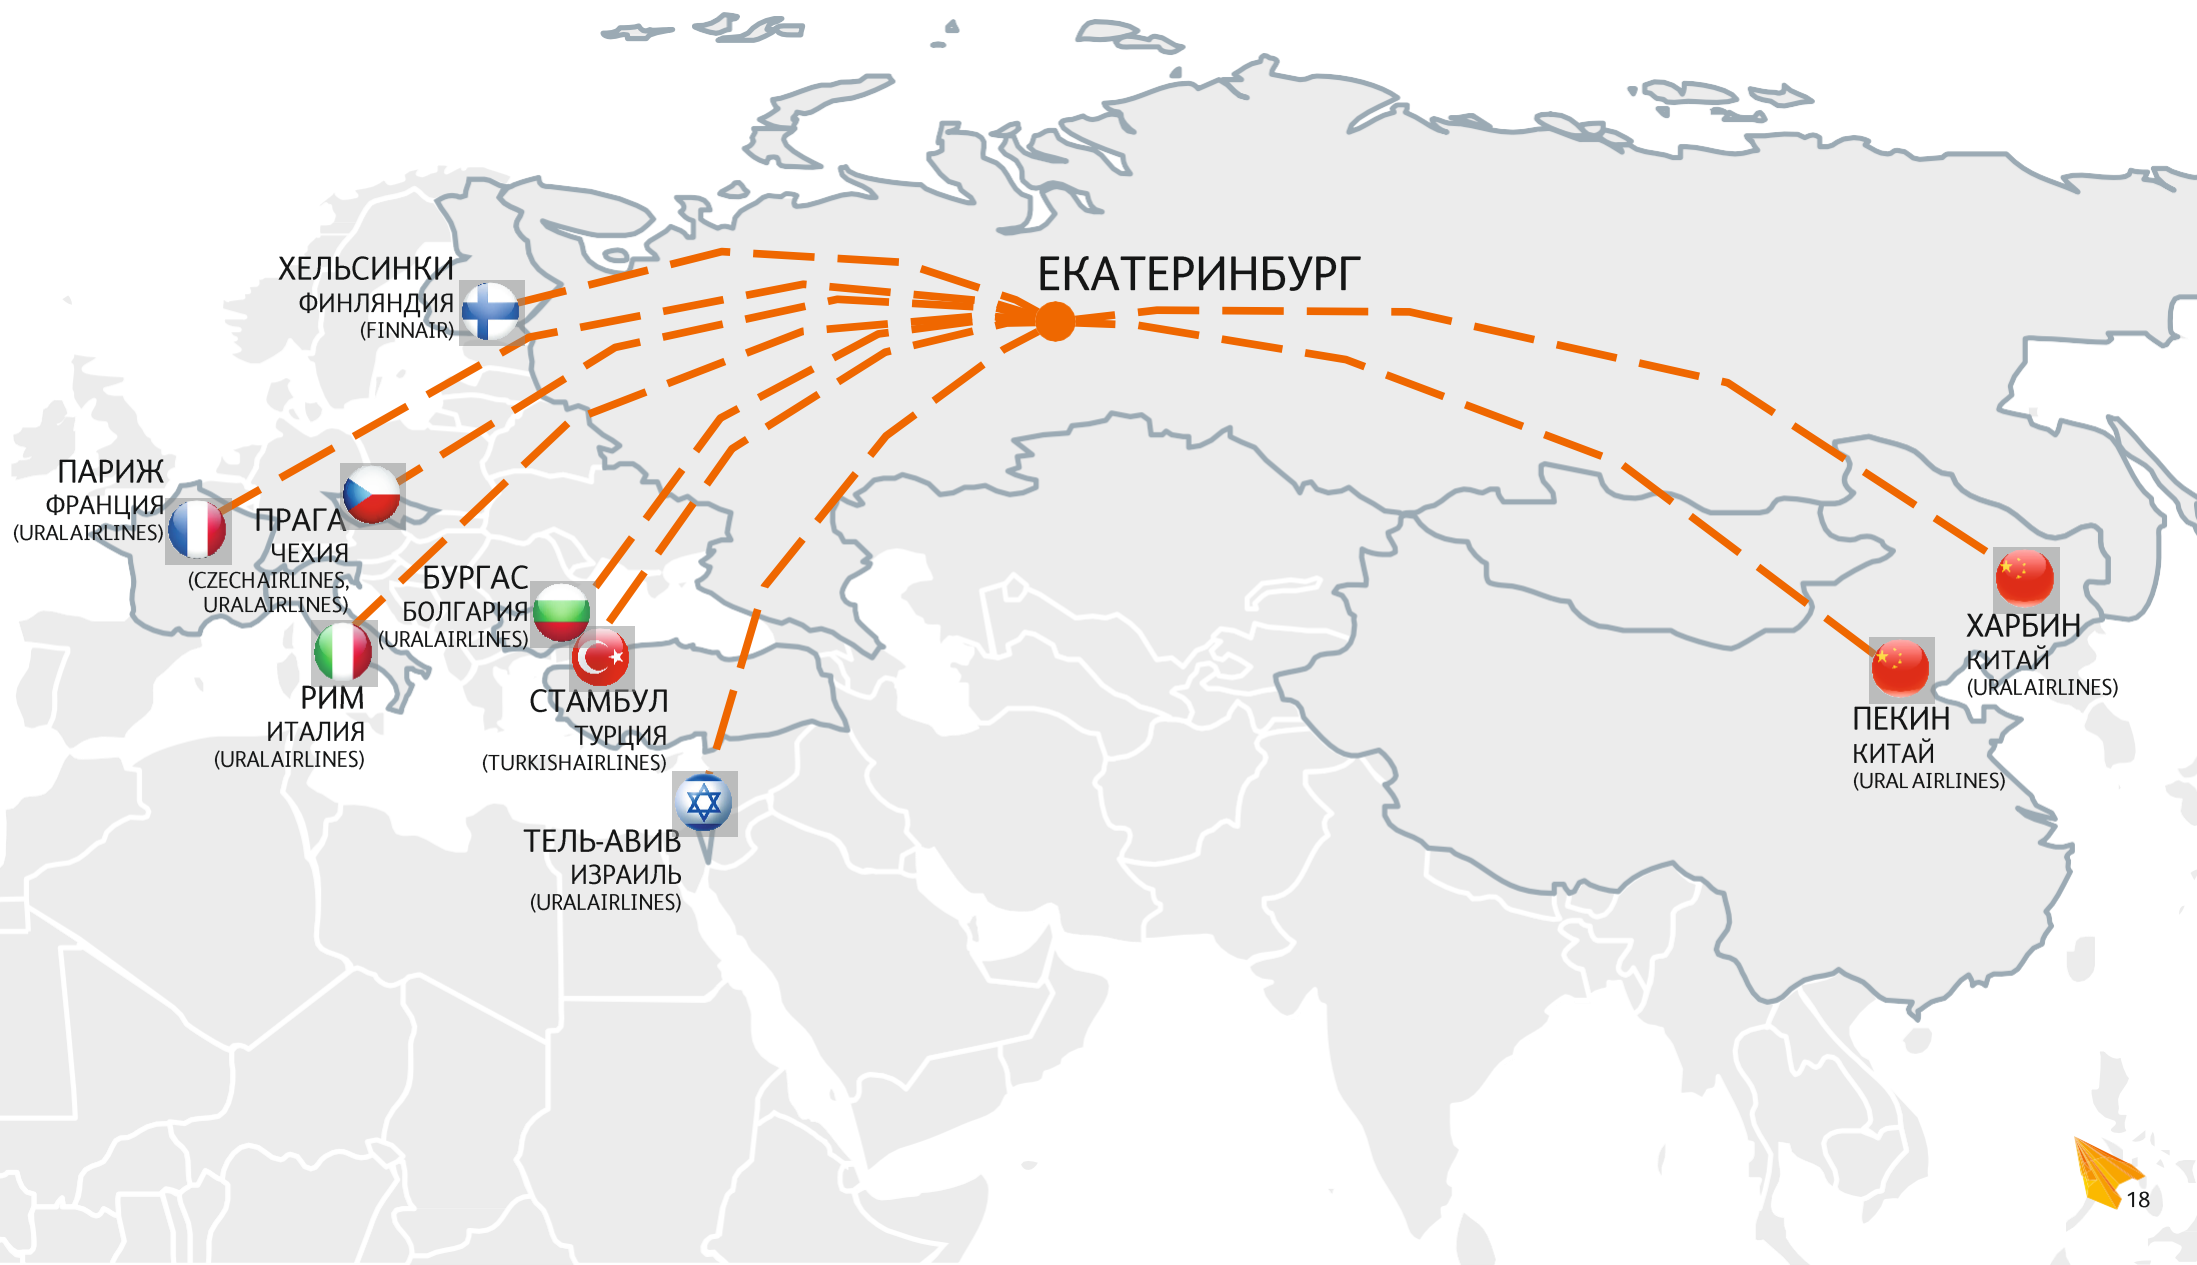 ХЕЛЬСИНКИ
ФИНЛЯНДИЯ
(FINNAIR)
ЕКАТЕРИНБУРГ
ПАРИЖ
ФРАНЦИЯ
(URALAIRLINES)
ПРАГА
ЧЕХИЯ
(CZECHAIRLINES,
URALAIRLINES)
БУРГАС
БОЛГАРИЯ
(URALAIRLINES)
РИМ
ИТАЛИЯ
(URALAIRLINES)
СТАМБУЛ
ТУРЦИЯ
(TURKISHAIRLINES)
ТЕЛЬ-АВИВ
ИЗРАИЛЬ
(URALAIRLINES)
ХАРБИН
КИТАЙ
(URALAIRLINES)
ПЕКИН
КИТАЙ
(URAL AIRLINES)
18